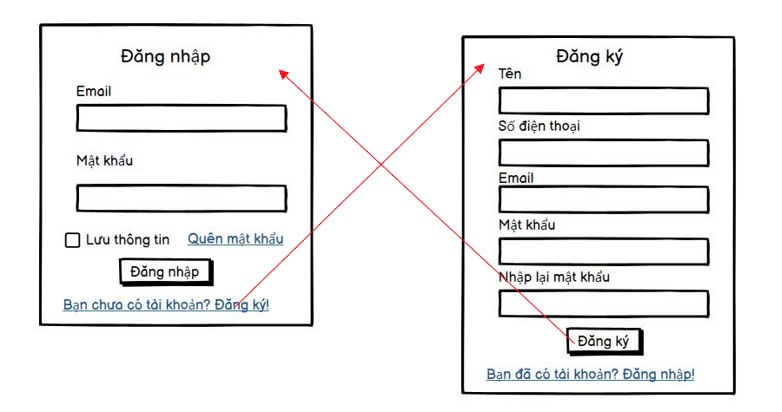 Đăng nhập
Email
Mật khẩu
Lưu thông tin
Quên mật khẩu
Đăng nhập
Bạn chưa có tài khoản? Đăng ký!
Đăng ký
Tên
Số điện thoại
Email
Mật khẩu
Nhập lại mật khẩu
Đăng ký
Bạn đã có tài khoản? Đăng nhập!